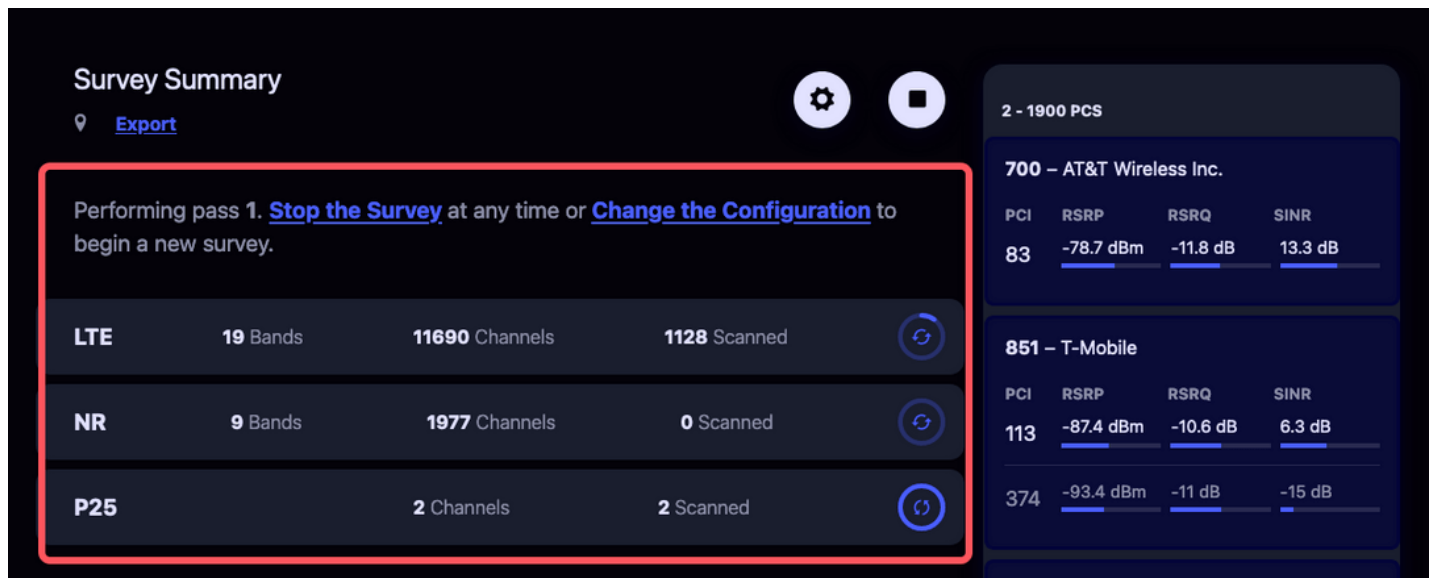 Survey Summary
Export
Performing pass 1. Stop the Survey at any time or Change the Configuration to
begin a new survey.
LTE 19 Bands 11690 Channels 1128 Scanned
NR 9 Bands 1977 Channels 0 Scanned
P25 2 Channels 2 Scanned
2 - 1900 PCS
700 – AT&T Wireless Inc.
PCI RSRP RSRQ SINR
83 -78.7 dBm -11.8 dB 13.3 dB
851 – T-Mobile
PCI RSRP RSRQ SINR
113 -87.4 dBm -10.6 dB 6.3 dB
374 -93.4 dBm -11 dB -15 dB